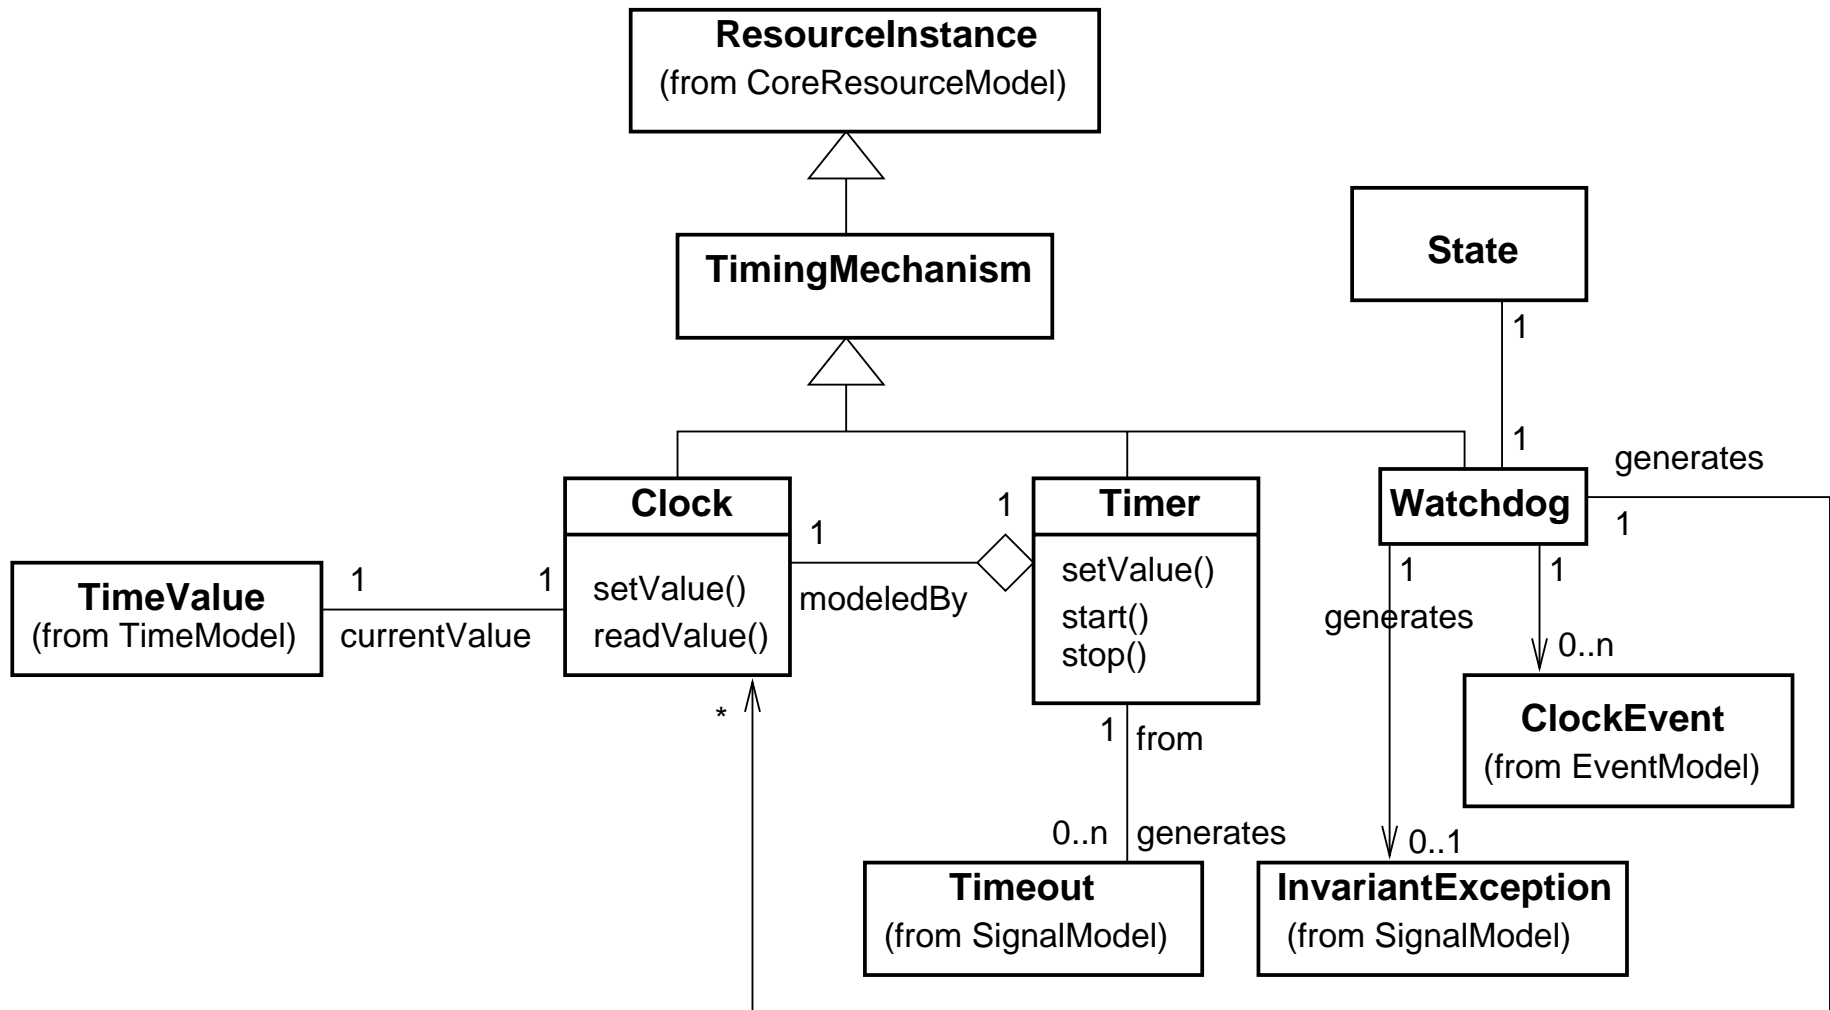 ResourceInstance
(from CoreResourceModel)
State
TimingMechanism
1
1
generates
Clock
1
Timer
Watchdog
1
1
setValue()
readValue()
modeledBy
setValue()
start()
stop()
1
1
generates
0..n
TimeValue
(from TimeModel)
1
1
currentValue
*
1
from
ClockEvent
(from EventModel)
0..n
generates
0..1
Timeout
(from SignalModel)
InvariantException
(from SignalModel)